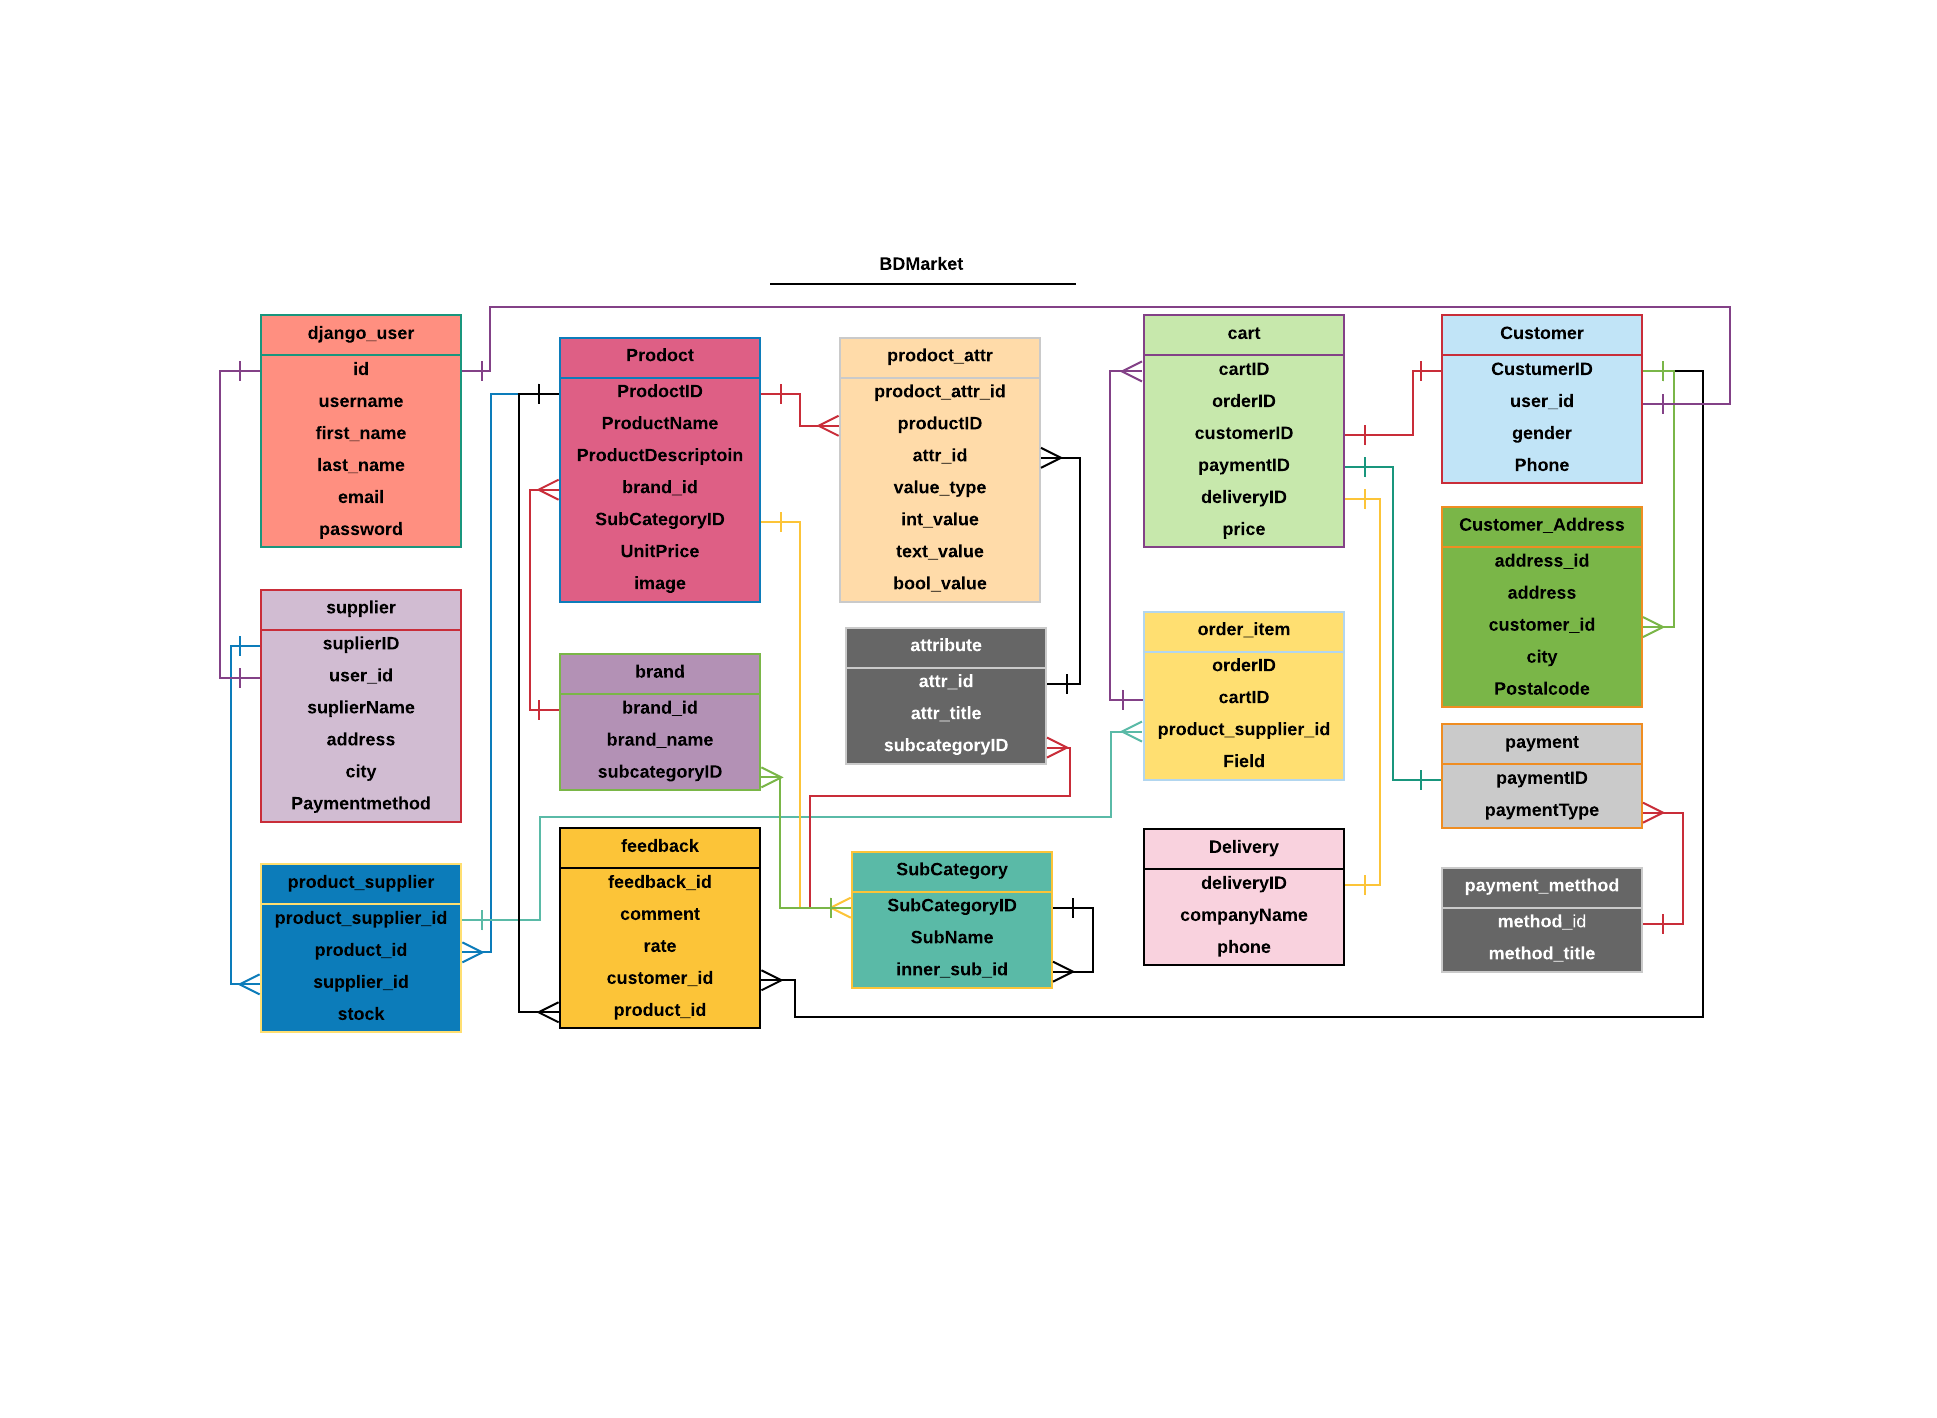 BDMarket
django_user
id
username
first_name
last_name
email
password
supplier
suplierID
user_id
suplierName
address
city
Paymentmethod
product_supplier
product_supplier_id
product_id
supplier_id
stock
Prodoct
ProdoctID
ProductName
ProductDescriptoin
brand_id
SubCategoryID
UnitPrice
image
brand
brand_id
brand_name
subcategoryID
feedback
feedback_id
comment
rate
customer_id
product_id
prodoct_attr
prodoct_attr_id
productID
attr_id
value_type
int_value
text_value
bool_value
attribute
attr_id
attr_title
subcategoryID
SubCategory
SubCategoryID
SubName
inner_sub_id
cart
cartID
orderID
customerID
paymentID
deliveryID
price
order_item
orderID
cartID
product_supplier_id
Field
Delivery
deliveryID
companyName
phone
Customer
CustumerID
user_id
gender
Phone
Customer_Address
address_id
address
customer_id
city
Postalcode
payment
paymentID
paymentType
payment_metthod
method_id
method_title